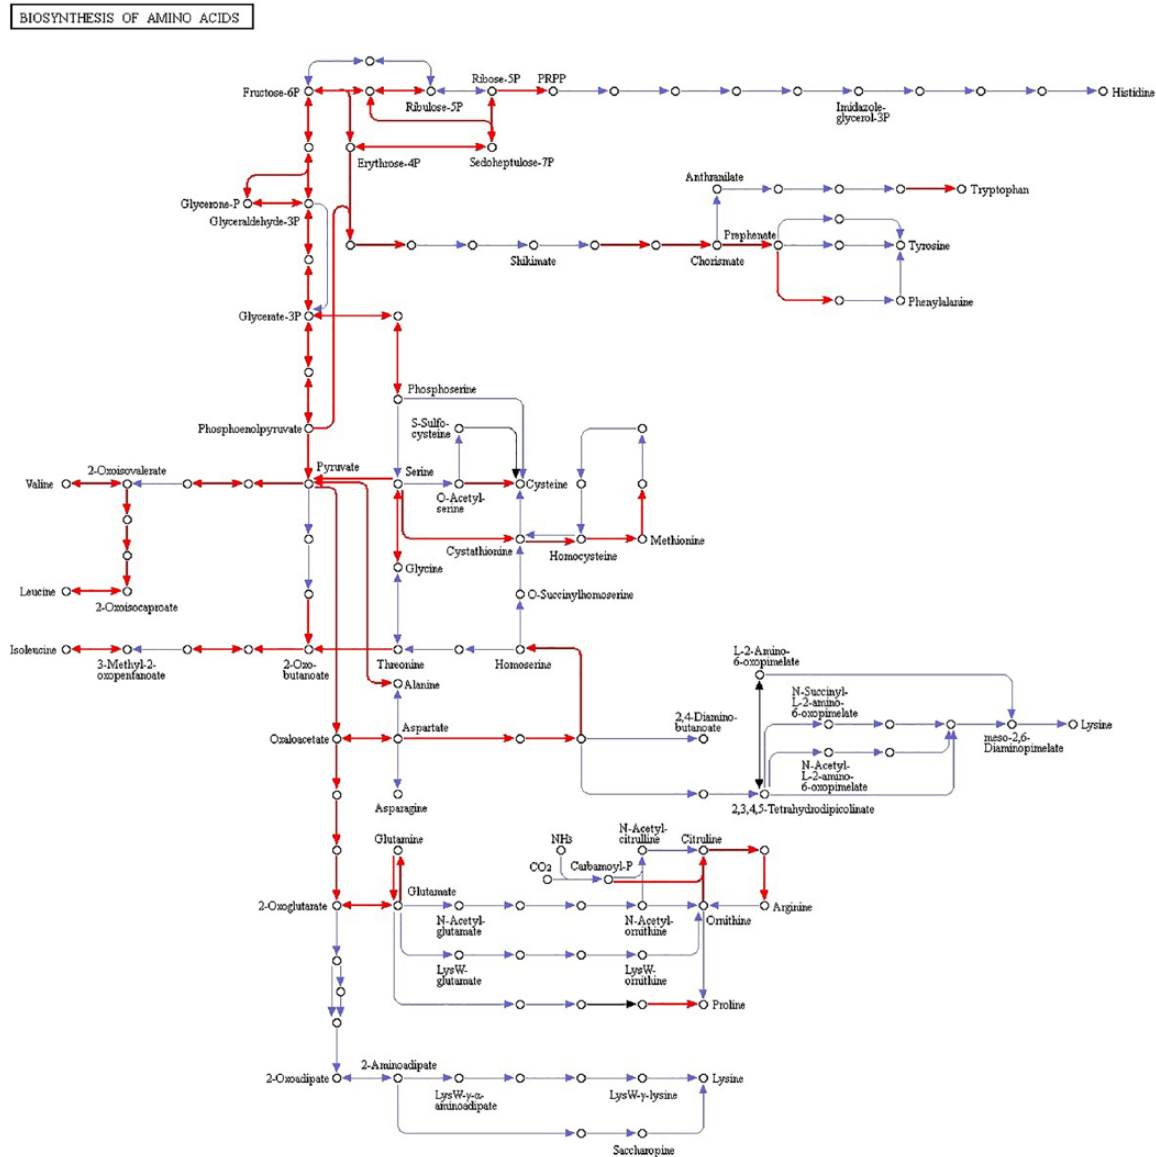 BIOSYNTHESIS OF AMINO ACIDS
Ribose-5P
PRPP
Fructose-6P
Ribulose-5P
Imidazole-
glycerol-3P
Histidine
Erythrose-4P
Sedoheptulose-7P
Anthranilate
Tryptophan
Glycerone-P
Glyceraldehyde-3P
Prephenate
Shikimate
Chorismate
Tyrosine
Phenylalanine
Glycerate-3P
Phosphoserine
Phosphoenolpyruvate
S-Sulfo-
cysteine
2-Oxoisovalerate
Pyruvate
Serine
Valine
O-Acetyl-
serine
Cysteine
Cystathionine
Homocysteine
Methionine
Glycine
Leucine
2-Oxoisocaproate
O-Succinylhomoserine
Isoleucine
3-Methyl-2-
oxopentanoate
2-Oxo-
butanoate
Threonine
Homoserine
L-2-Amino-
6-oxopimelate
Alanine
N-Succinyl-
L-2-amino-
6-oxopimelate
2,4-Diamino-
butanoate
Aspartate
Oxaloacetate
Lysine
meso-2,6-
Diaminopimelate
N-Acetyl-
L-2-amino-
6-oxopimelate
Asparagine
2,3,4,5-Tetrahydrodipicolinate
Glutamine
NH3
N-Acetyl-
citrulline
Citruline
CO2
Carbamoyl-P
Glutamate
2-Oxoglutarate
N-Acetyl-
glutamate
N-Acetyl-
ornithine
Ornithine
Arginine
LysW-
glutamate
LysW-
ornithine
Proline
2-Aminoadipate
2-Oxoadipate
LysW-γ-α-
aminoadipate
LysW-γ-lysine
Lysine
Saccharopine